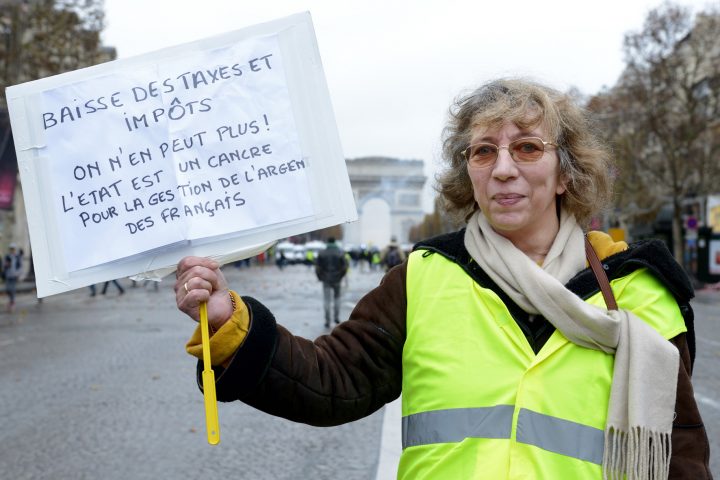 BAISSE DES TAXES ET
IMPÔTS
ON N'EN PEUT PLUS!
L'ETAT EST UN CANCRE
POUR LA GESTION DE L'ARGEN
DES FRANÇAIS